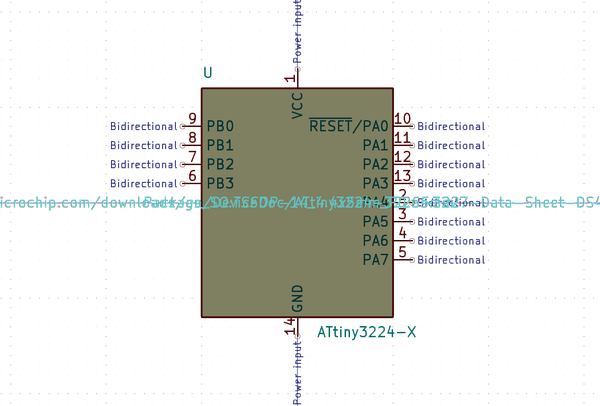 Power input
1
U
VCC
9 PB0 RESET/PA0 10
Bidirectional Bidirectional
8 PB1 PA1 11
Bidirectional Bidirectional
7 PB2 PA2 12
Bidirectional Bidirectional
6 PB3 PA3 13
Bidirectional Bidirectional
2
PA4
Bidirectional
Data Sheet
3
PA5
Bidirectional
4
PA6
Bidirectional
5
PA7
Bidirectional
GND
14
ATtiny3224-X
Power input